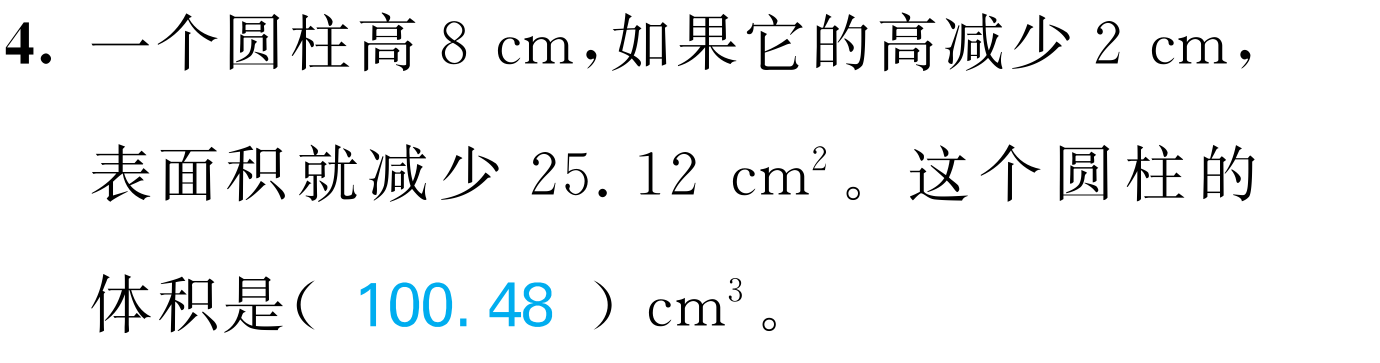 4. 一个圆柱高 8 cm,如果它的高减少 2 cm,
表面积就减少 25.12 cm²。这个圆柱的
体积是( 100.48 ) cm³。